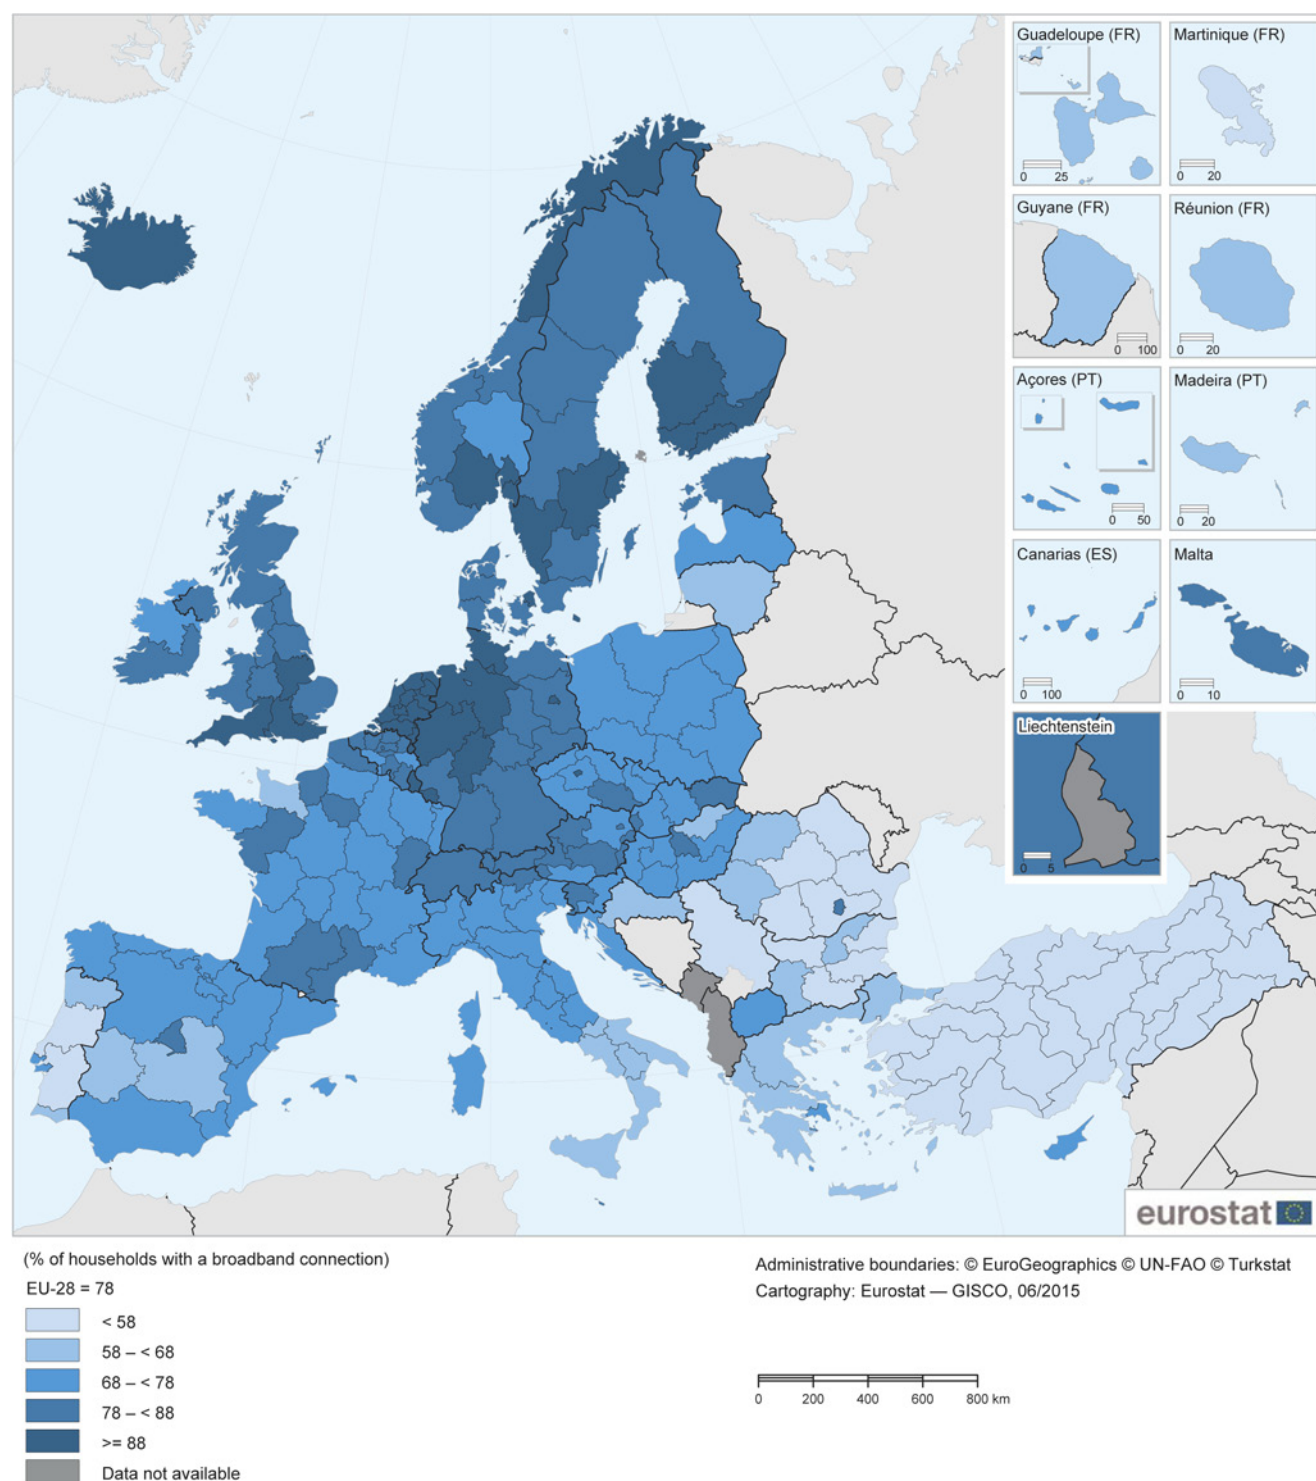 Guadeloupe (FR)
0 25
Martinique (FR)
0 20
Guyane (FR)
0 100
Réunion (FR)
0 20
Açores (PT)
0 50
Madeira (PT)
0 20
Canarias (ES)
0 100
Malta
0 10
Liechtenstein
0 5
eurostat
(% of households with a broadband connection)
EU-28 = 78
< 58
58 – < 68
68 – < 78
78 – < 88
>= 88
Data not available
Administrative boundaries: © EuroGeographics © UN-FAO © Turkstat
Cartography: Eurostat — GISCO, 06/2015
0 200 400 600 800 km